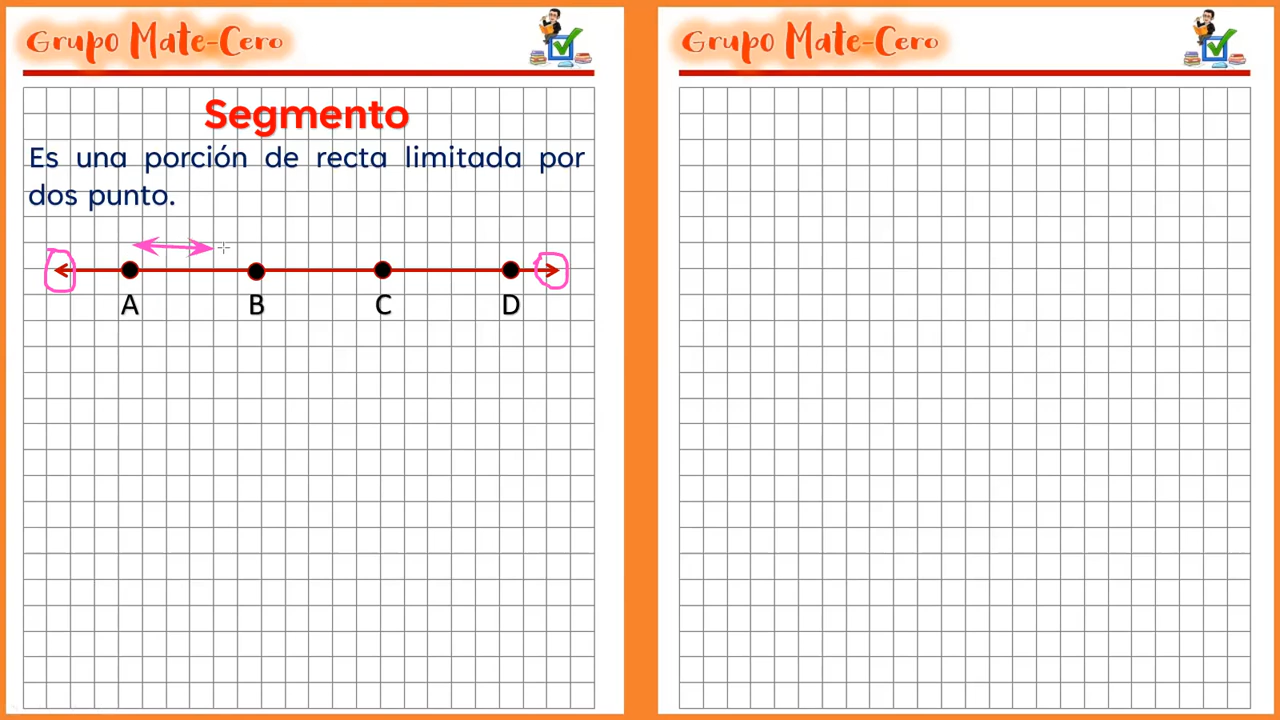 Grupo Mate-Cero
Segmento
Es una porción de recta limitada por
dos punto.
A B C D
Grupo Mate-Cero